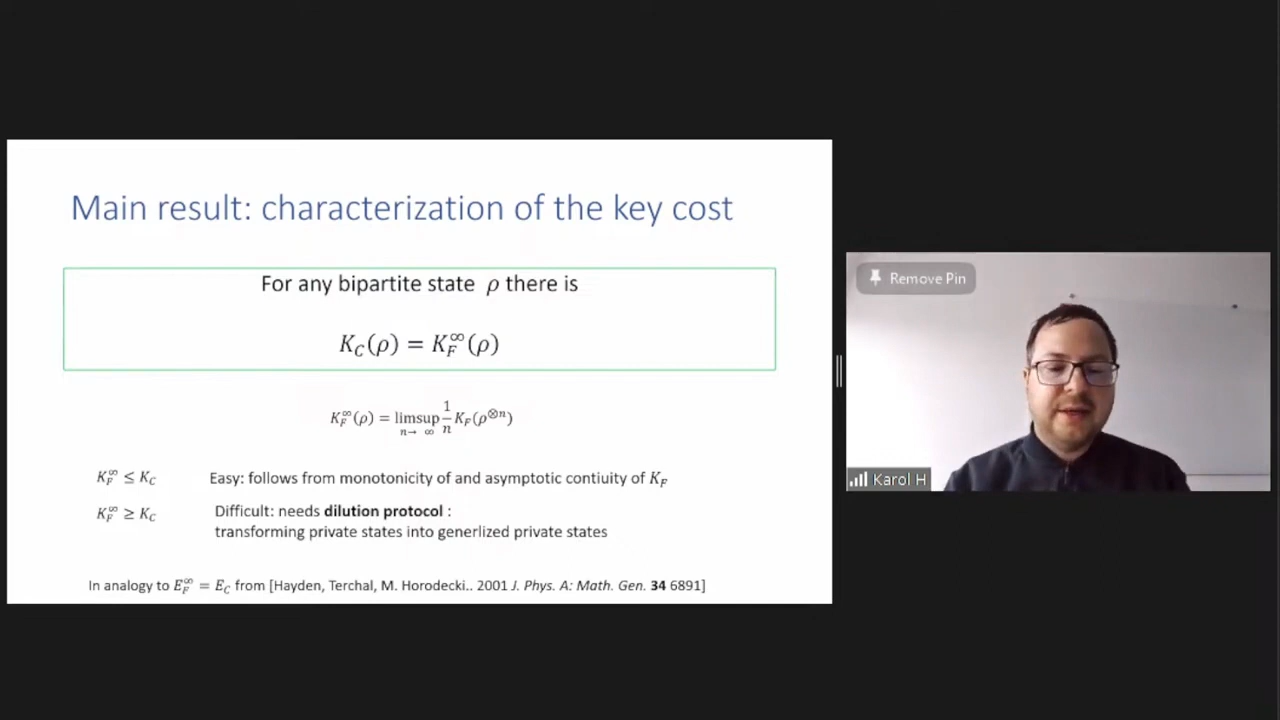 Main result: characterization of the key cost
For any bipartite state ρ there is
K_C(ρ) = K_F^∞(ρ)
K_F^∞(ρ) = limsup_{n→ ∞} 1/n K_F(ρ^{⊗n})
K_F^∞ ≤ K_C Easy: follows from monotonicity of and asymptotic contiuity of K_F
K_F^∞ ≥ K_C Difficult: needs dilution protocol :
transforming private states into generlized private states
In analogy to E_F^∞ = E_C from [Hayden, Terchal, M. Horodecki.. 2001 J. Phys. A: Math. Gen. 34 6891]
Remove Pin
Karol H